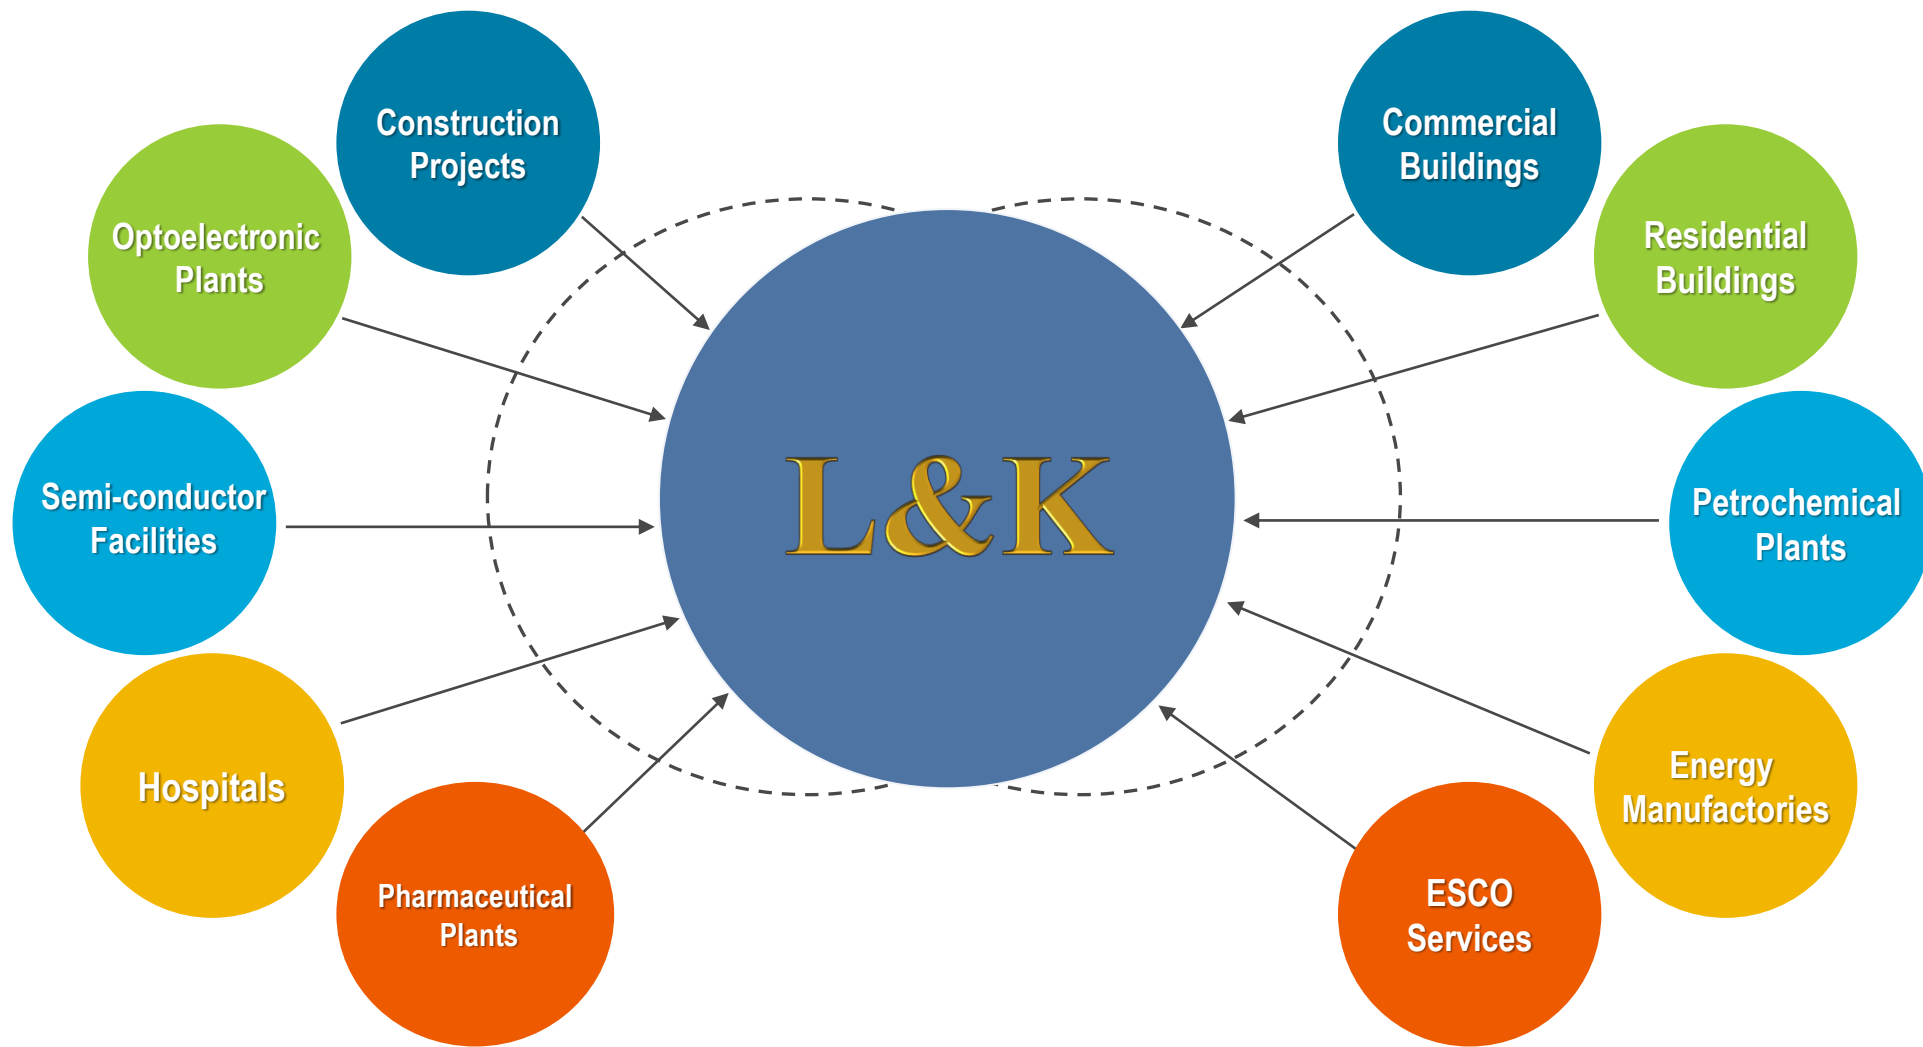 Construction
Projects
Optoelectronic
Plants
Semi-conductor
Facilities
Hospitals
Pharmaceutical
Plants
L&K
Commercial
Buildings
Residential
Buildings
Petrochemical
Plants
Energy
Manufactories
ESCO
Services